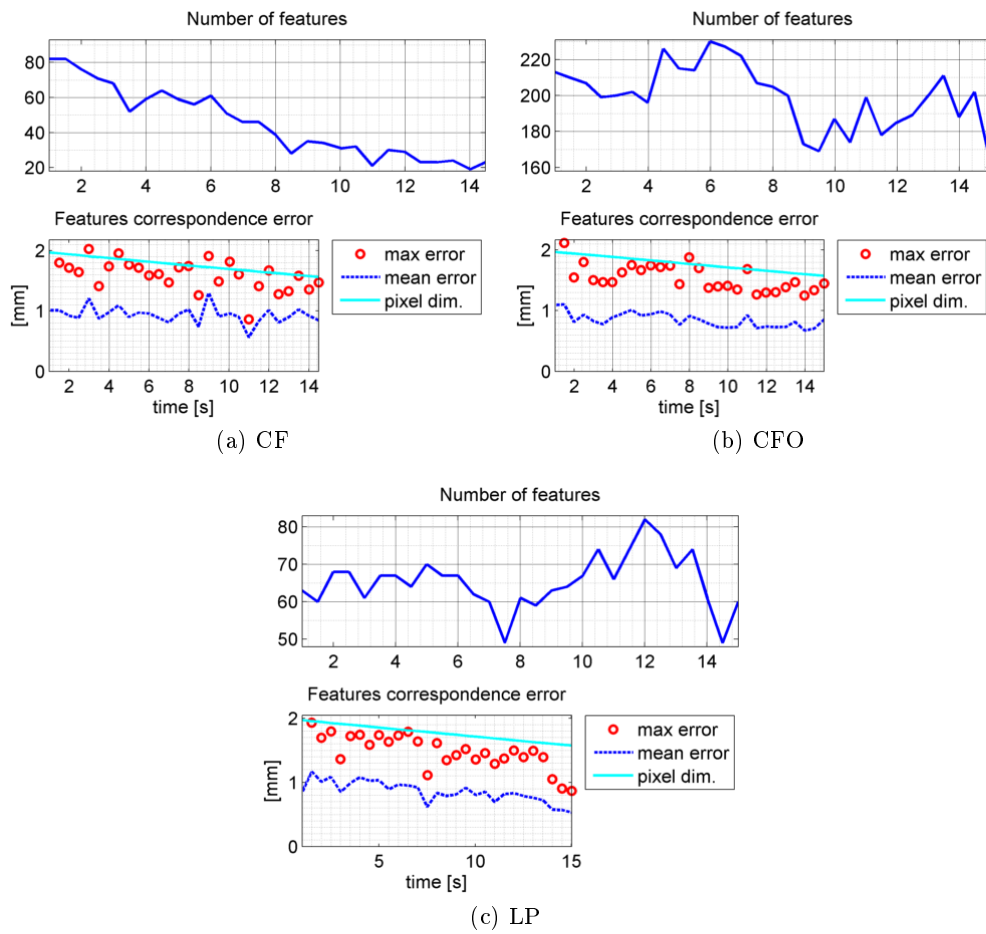 Number of features
80
60
40
20
2 4 6 8 10 12 14
Features correspondence error
2
1
0
[mm]
2 4 6 8 10 12 14
time [s]
max error
mean error
pixel dim.
(a) CF
Number of features
220
200
180
160
2 4 6 8 10 12 14
Features correspondence error
2
1
0
[mm]
2 4 6 8 10 12 14
time [s]
max error
mean error
pixel dim.
(b) CFO
Number of features
80
70
60
50
2 4 6 8 10 12 14
Features correspondence error
2
1
0
[mm]
5 10 15
time [s]
max error
mean error
pixel dim.
(c) LP